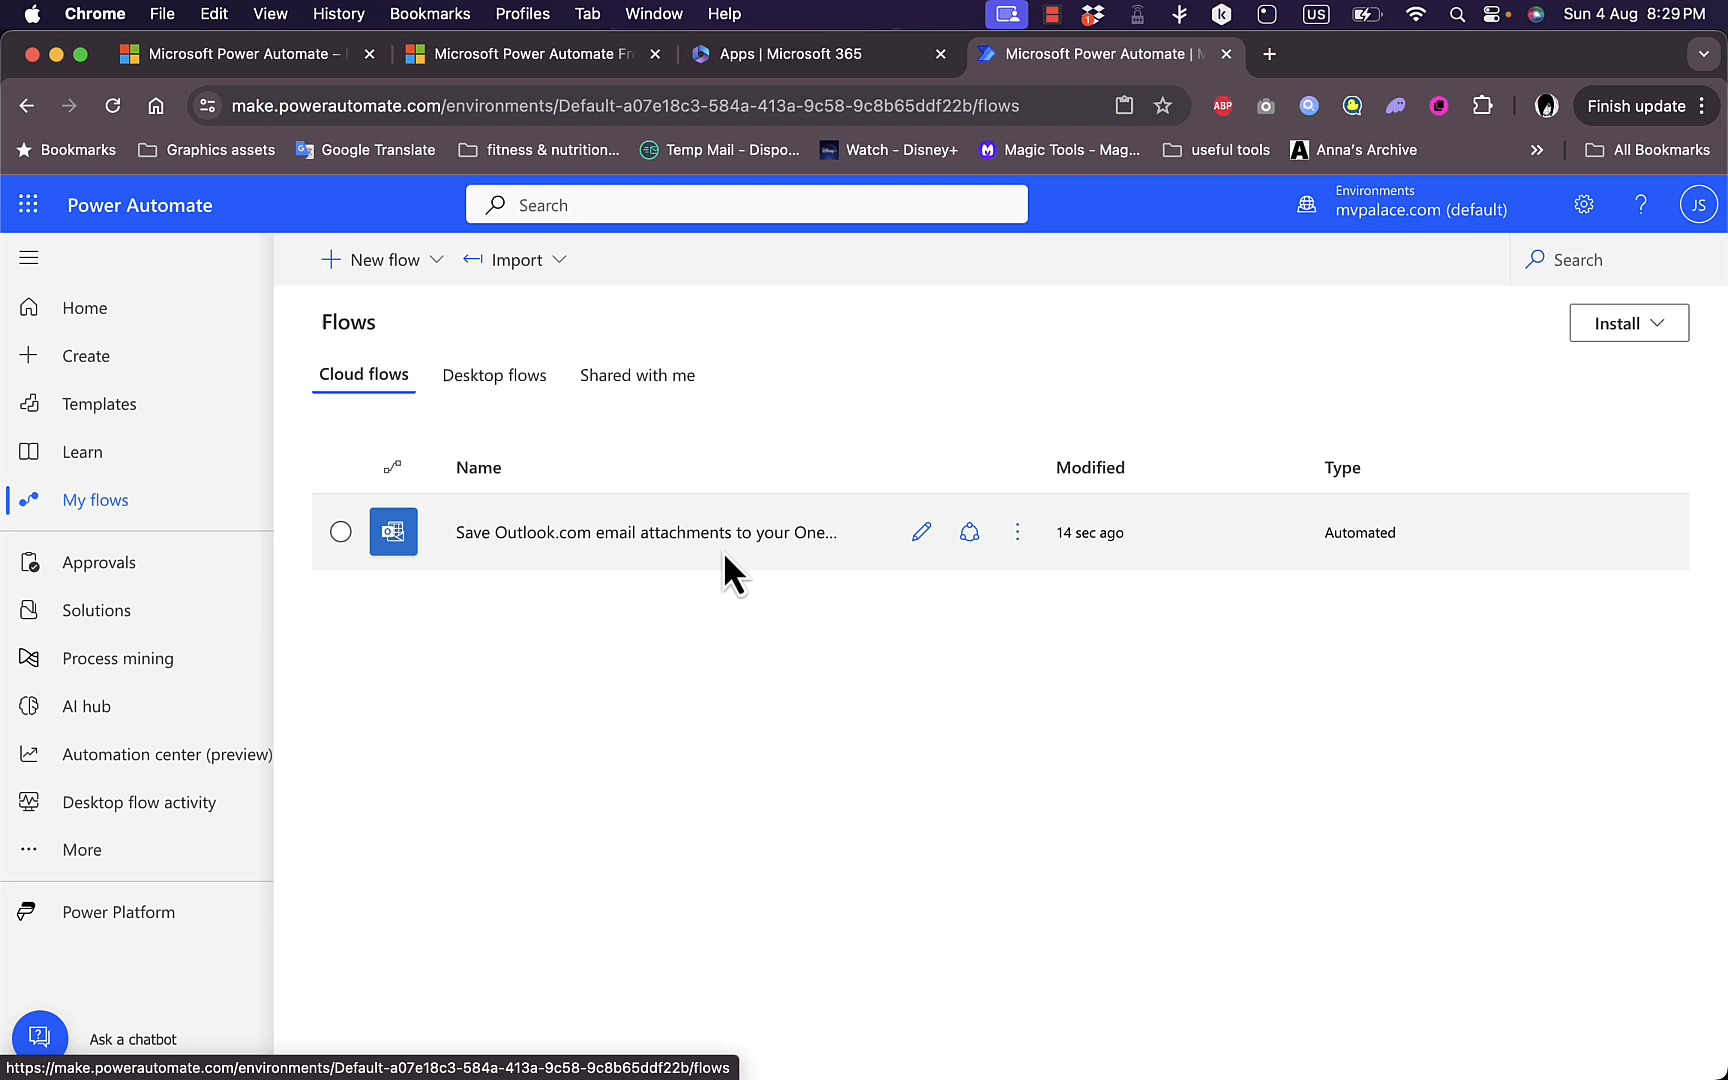 Chrome File Edit View History Bookmarks Profiles Tab Window Help
1 US Sun 4 Aug 8:29 PM
Microsoft Power Automate –
Microsoft Power Automate Fr
Apps | Microsoft 365
Microsoft Power Automate |
make.powerautomate.com/environments/Default-a07e18c3-584a-413a-9c58-9c8b65ddf22b/flows
ABP
Finish update
Bookmarks Graphics assets Google Translate fitness & nutrition... Temp Mail - Dispo... Watch - Disney+ Magic Tools - Mag... useful tools Anna's Archive » All Bookmarks
Power Automate
Search
Environments
mvpalace.com (default)
?
JS
New flow Import
Search
Home
Create
Templates
Learn
My flows
Approvals
Solutions
Process mining
AI hub
Automation center (preview)
Desktop flow activity
More
Power Platform
Ask a chatbot
Flows
Install
Cloud flows Desktop flows Shared with me
Name Modified Type
Save Outlook.com email attachments to your One... 14 sec ago Automated
https://make.powerautomate.com/environments/Default-a07e18c3-584a-413a-9c58-9c8b65ddf22b/flows